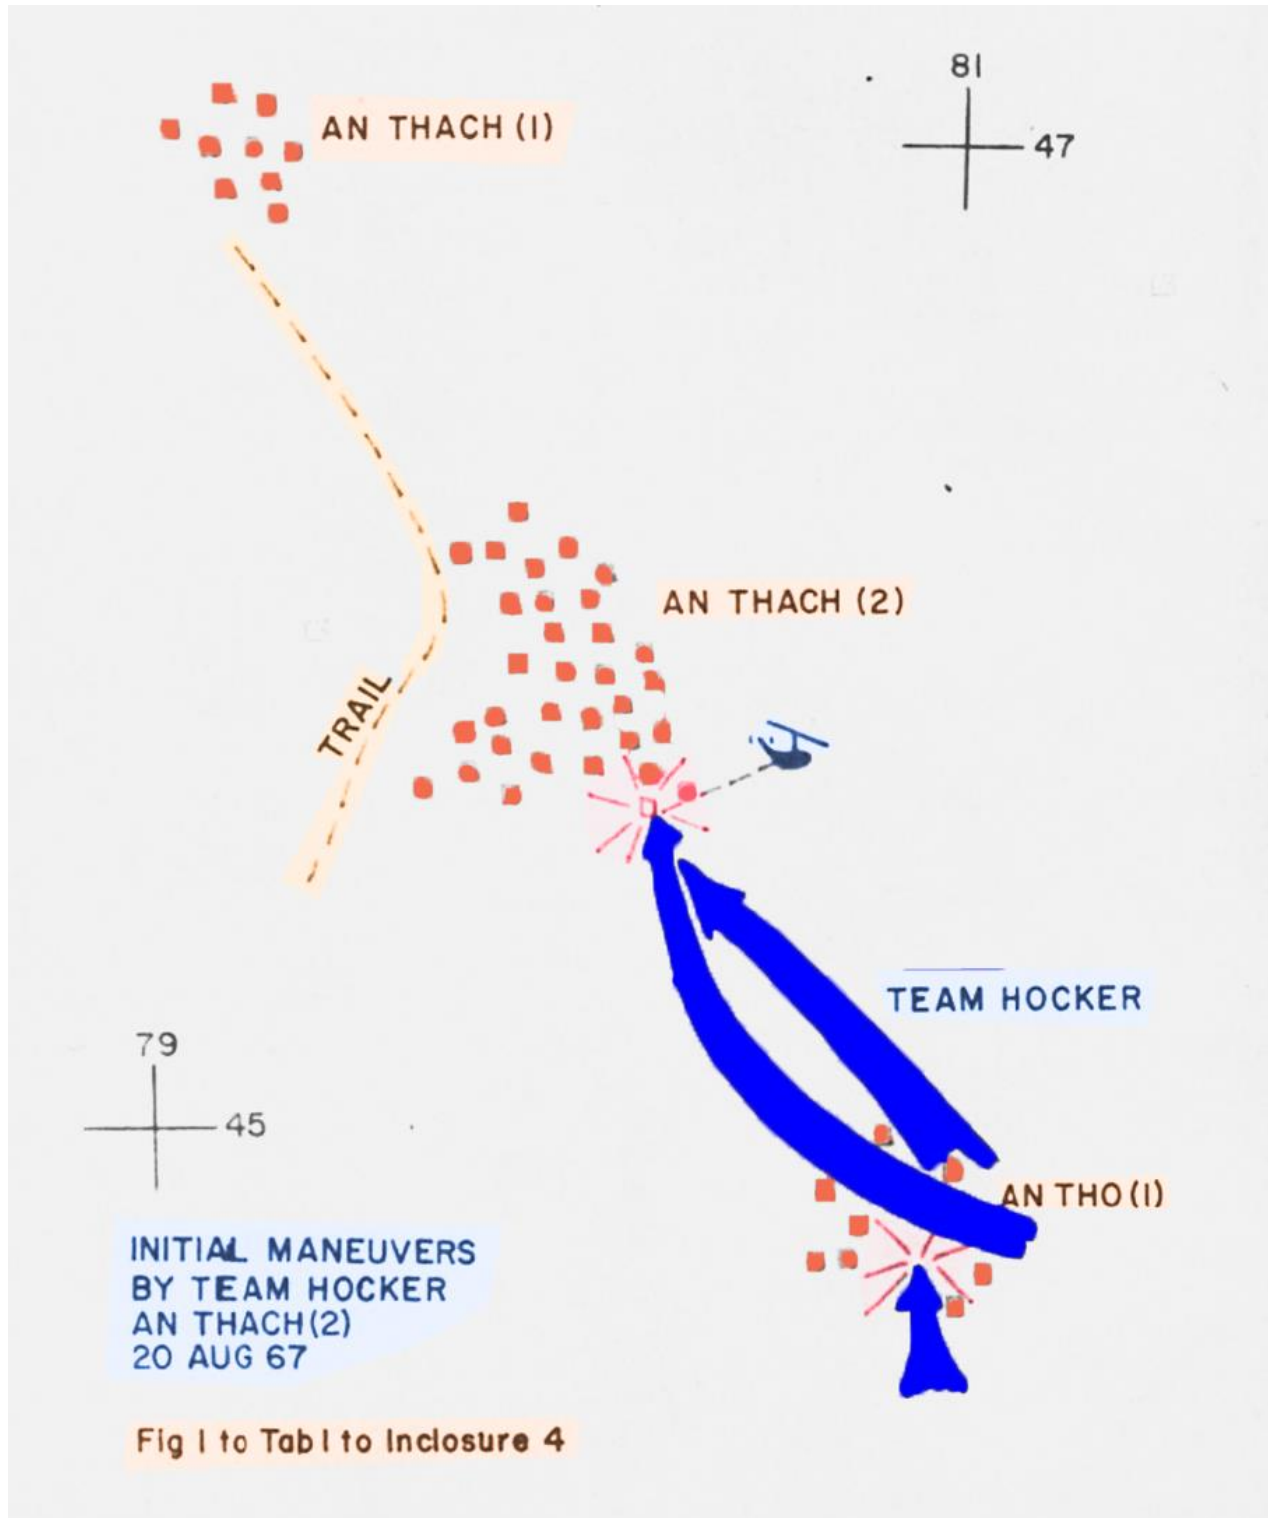 81
47
AN THACH (1)
AN THACH (2)
TRAIL
TEAM HOCKER
79
45
AN THO (1)
INITIAL MANEUVERS
BY TEAM HOCKER
AN THACH (2)
20 AUG 67
Fig 1 to Tab 1 to Inclosure 4